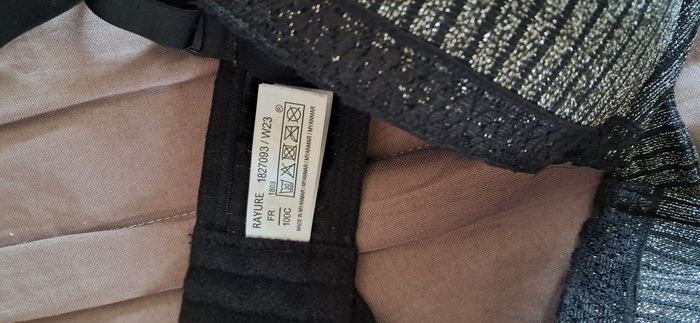 RAYURE 1827093 / W23
FR 1803
100C
MADE IN MYANMAR / MYANMAR / MYANMAR